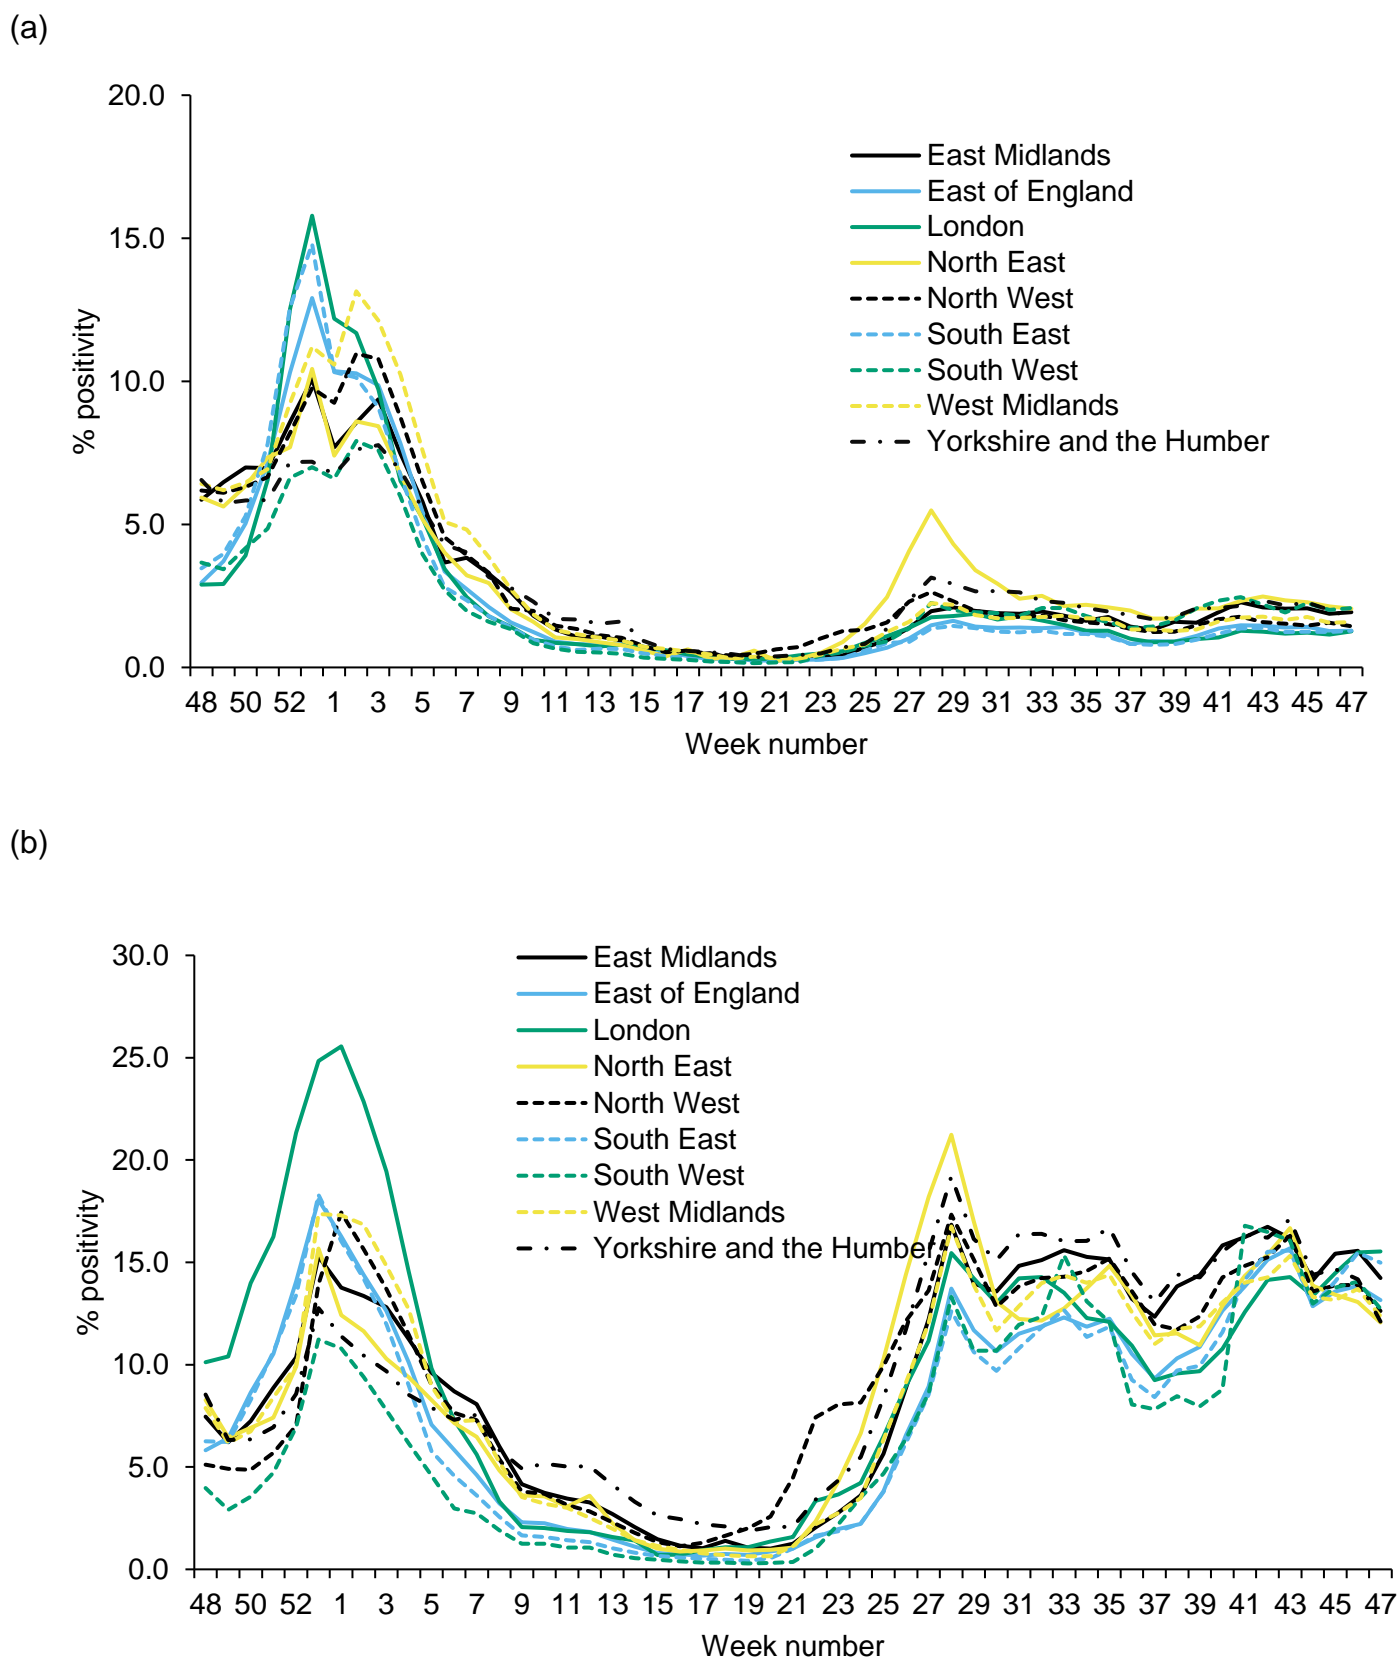 (a)
20.0
15.0
10.0
5.0
0.0
% positivity
East Midlands
East of England
London
North East
North West
South East
South West
West Midlands
Yorkshire and the Humber
48 50 52 1 3 5 7 9 11 13 15 17 19 21 23 25 27 29 31 33 35 37 39 41 43 45 47
Week number
(b)
30.0
25.0
20.0
15.0
10.0
5.0
0.0
% positivity
East Midlands
East of England
London
North East
North West
South East
South West
West Midlands
Yorkshire and the Humber
48 50 52 1 3 5 7 9 11 13 15 17 19 21 23 25 27 29 31 33 35 37 39 41 43 45 47
Week number